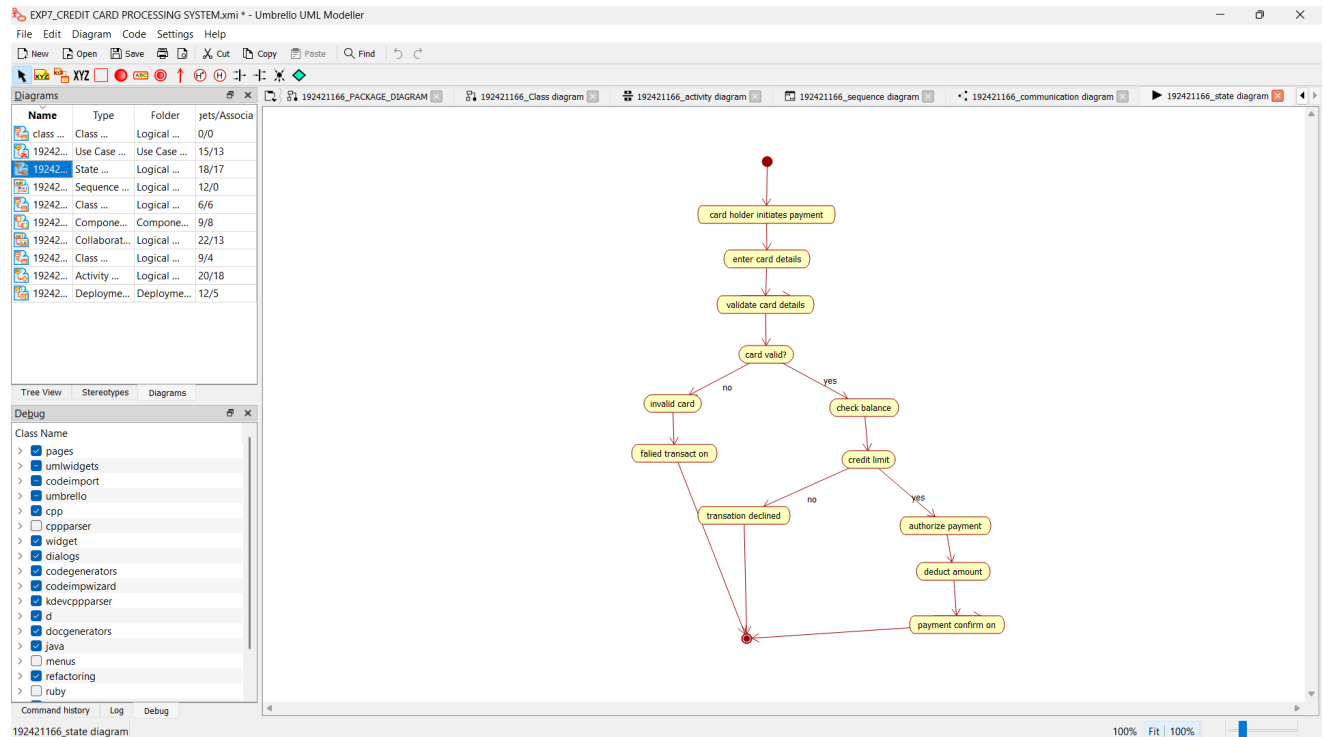 EXP7_CREDIT CARD PROCESSING SYSTEM.xmi * - Umbrello UML Modeller
File Edit Diagram Code Settings Help
New Open Save Cut Copy Paste Find
XYZ XYZ ABC H* H
Diagrams
192421166_PACKAGE_DIAGRAM 192421166_Class diagram 192421166_activity diagram 192421166_sequence diagram 192421166_communication diagram 192421166_state diagram
Name Type Folder jets/Associa
class ... Class ... Logical ... 0/0
19242... Use Case ... Use Case ... 15/13
19242... State ... Logical ... 18/17
19242... Sequence ... Logical ... 12/0
19242... Class ... Logical ... 6/6
19242... Compone... Compone... 9/8
19242... Collaborat... Logical ... 22/13
19242... Class ... Logical ... 9/4
19242... Activity ... Logical ... 20/18
19242... Deployme... Deployme... 12/5
Tree View Stereotypes Diagrams
Debug
Class Name
pages
umlwidgets
codeimport
umbrello
cpp
cppparser
widget
dialogs
codegenerators
codeimpwizard
kdevcppparser
d
docgenerators
java
menus
refactoring
ruby
Command history Log Debug
card holder initiates payment
enter card details
validate card details
card valid?
no
yes
invalid card
check balance
falied transact on
credit limit
no
yes
transation declined
authorize payment
deduct amount
payment confirm on
192421166_state diagram
100% Fit 100%